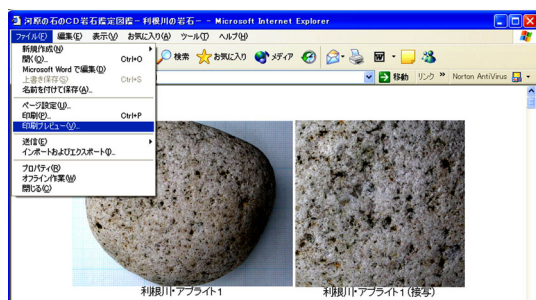 河原の石のCD岩石鑑定図鑑－利根川の岩石－ - Microsoft Internet Explorer
ファイル(F) 編集(E) 表示(V) お気に入り(A) ツール(T) ヘルプ(H)
新規作成(N)
開く(O)... Ctrl+O
Microsoft Word で編集(D)
上書き保存(S) Ctrl+S
名前を付けて保存(A)...
ページ設定(U)...
印刷(P)... Ctrl+P
印刷プレビュー(V)...
送信(E)
インポートおよびエクスポート(I)...
プロパティ(R)
オフライン作業(W)
閉じる(C)
検索 お気に入り メディア
移動 リンク » Norton AntiVirus
利根川・アプライト1
利根川・アプライト1(接写)